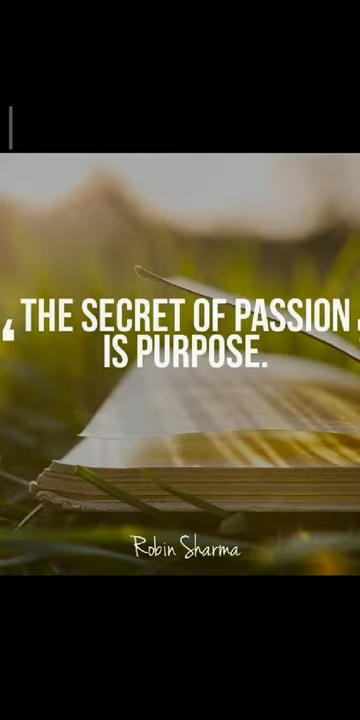 ‘ THE SECRET OF PASSION ’
IS PURPOSE.
Robin Sharma